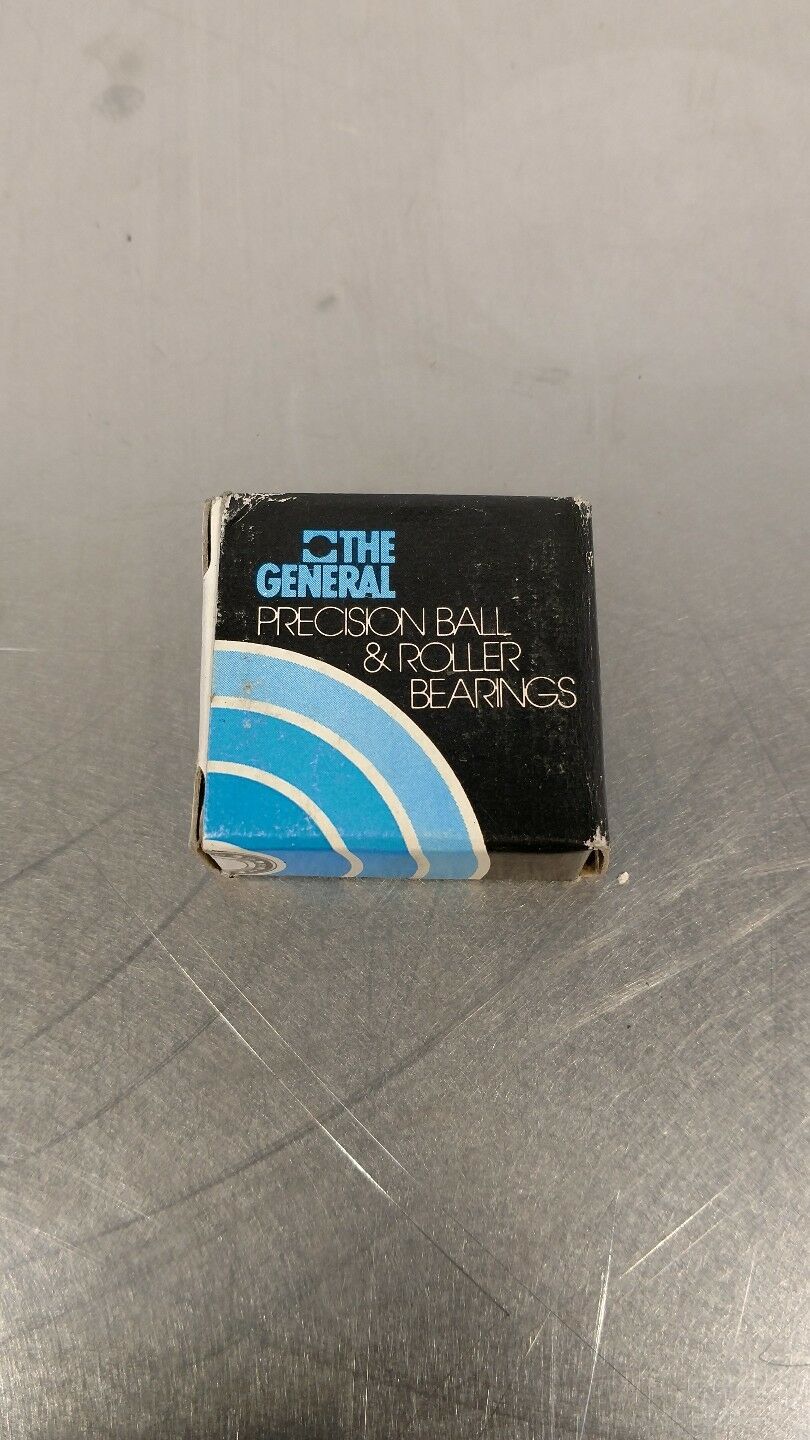 THE
GENERAL
PRECISION BALL
& ROLLER
BEARINGS